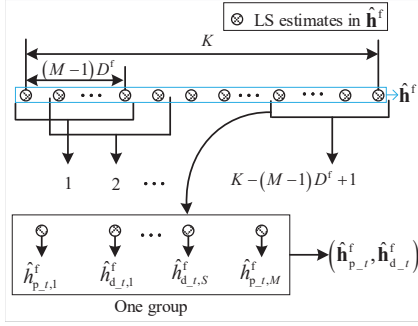 ⊗ LS estimates in ĥ^f
K
(M−1)D^f
··· ··· ···
ĥ^f
1 2 ··· K−(M−1)D^f+1
···
ĥ^f_{p_t,1} ĥ^f_{d_t,1} ĥ^f_{d_t,S} ĥ^f_{p_t,M}
(ĥ^f_{p_t}, ĥ^f_{d_t})
One group